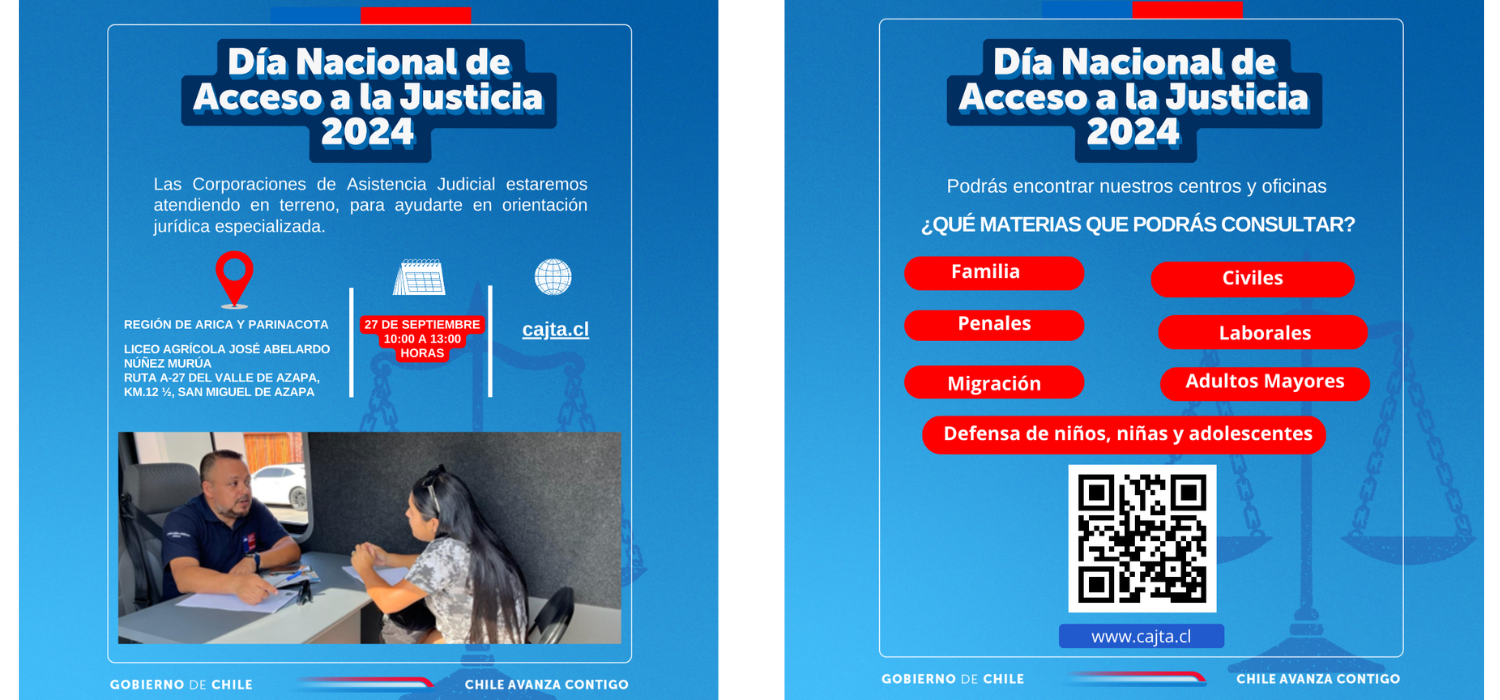 Día Nacional de
Acceso a la Justicia
2024
Las Corporaciones de Asistencia Judicial estaremos
atendiendo en terreno, para ayudarte en orientación
jurídica especializada.
REGIÓN DE ARICA Y PARINACOTA
LICEO AGRÍCOLA JOSÉ ABELARDO
NÚÑEZ MURÚA
RUTA A-27 DEL VALLE DE AZAPA,
KM.12 ½, SAN MIGUEL DE AZAPA
27 DE SEPTIEMBRE
10:00 A 13:00
HORAS
cajta.cl
GOBIERNO DE CHILE
CHILE AVANZA CONTIGO
Día Nacional de
Acceso a la Justicia
2024
Podrás encontrar nuestros centros y oficinas
¿QUÉ MATERIAS QUE PODRÁS CONSULTAR?
Familia
Civiles
Penales
Laborales
Migración
Adultos Mayores
Defensa de niños, niñas y adolescentes
www.cajta.cl
GOBIERNO DE CHILE
CHILE AVANZA CONTIGO